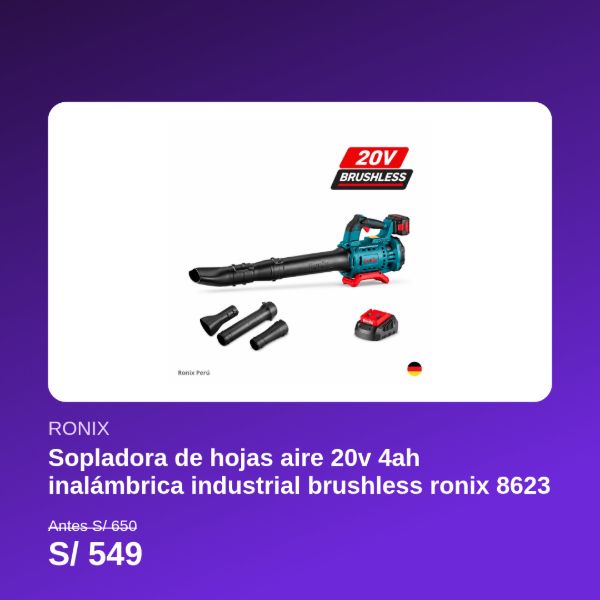 20V
BRUSHLESS
Ronix Perú
RONIX
Sopladora de hojas aire 20v 4ah
inalámbrica industrial brushless ronix 8623
Antes S/ 650
S/ 549